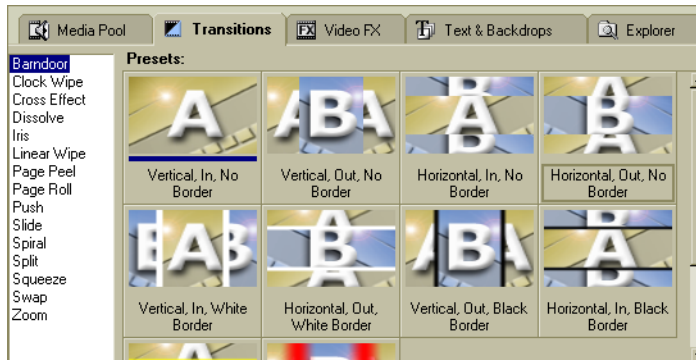 Media Pool Transitions Video FX Text & Backdrops Explorer
Barndoor
Clock Wipe
Cross Effect
Dissolve
Iris
Linear Wipe
Page Peel
Page Roll
Push
Slide
Spiral
Split
Squeeze
Swap
Zoom
Presets:
A
ABA
A
B
Vertical, In, No
Border
Vertical, Out, No
Border
Horizontal, In, No
Border
Horizontal, Out, No
Border
BAB
B
ABA
A
Vertical, In, White
Border
Horizontal, Out,
White Border
Vertical, Out, Black
Border
Horizontal, In, Black
Border